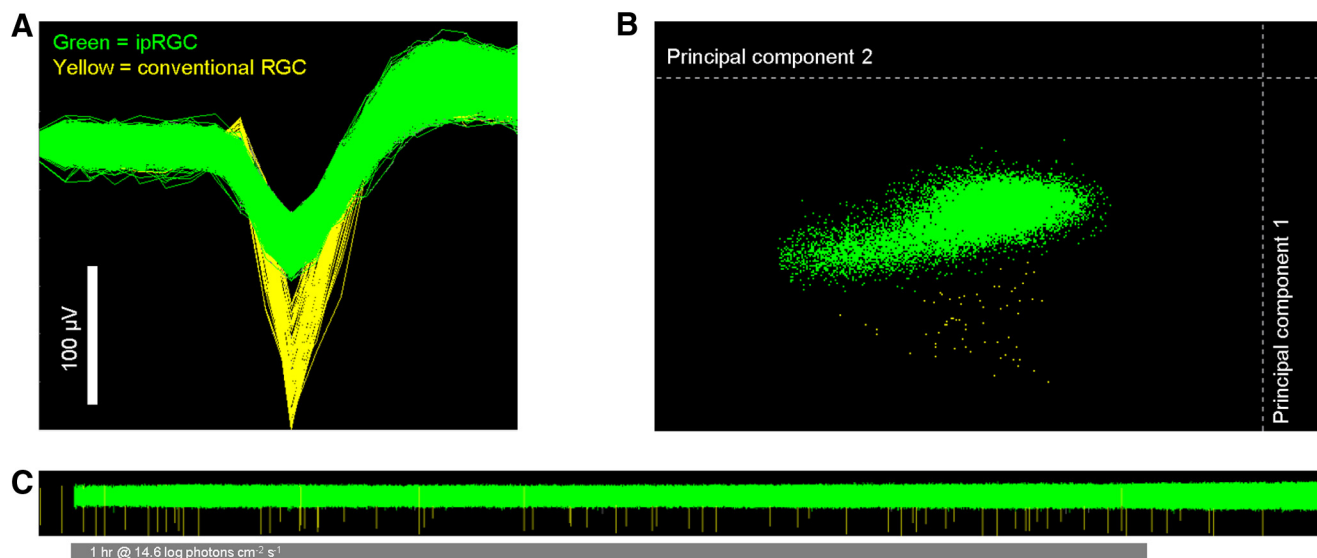 A
Green = ipRGC
Yellow = conventional RGC
100 µV
B
Principal component 2
Principal component 1
C
1 hr @ 14.6 log photons cm⁻² s⁻¹